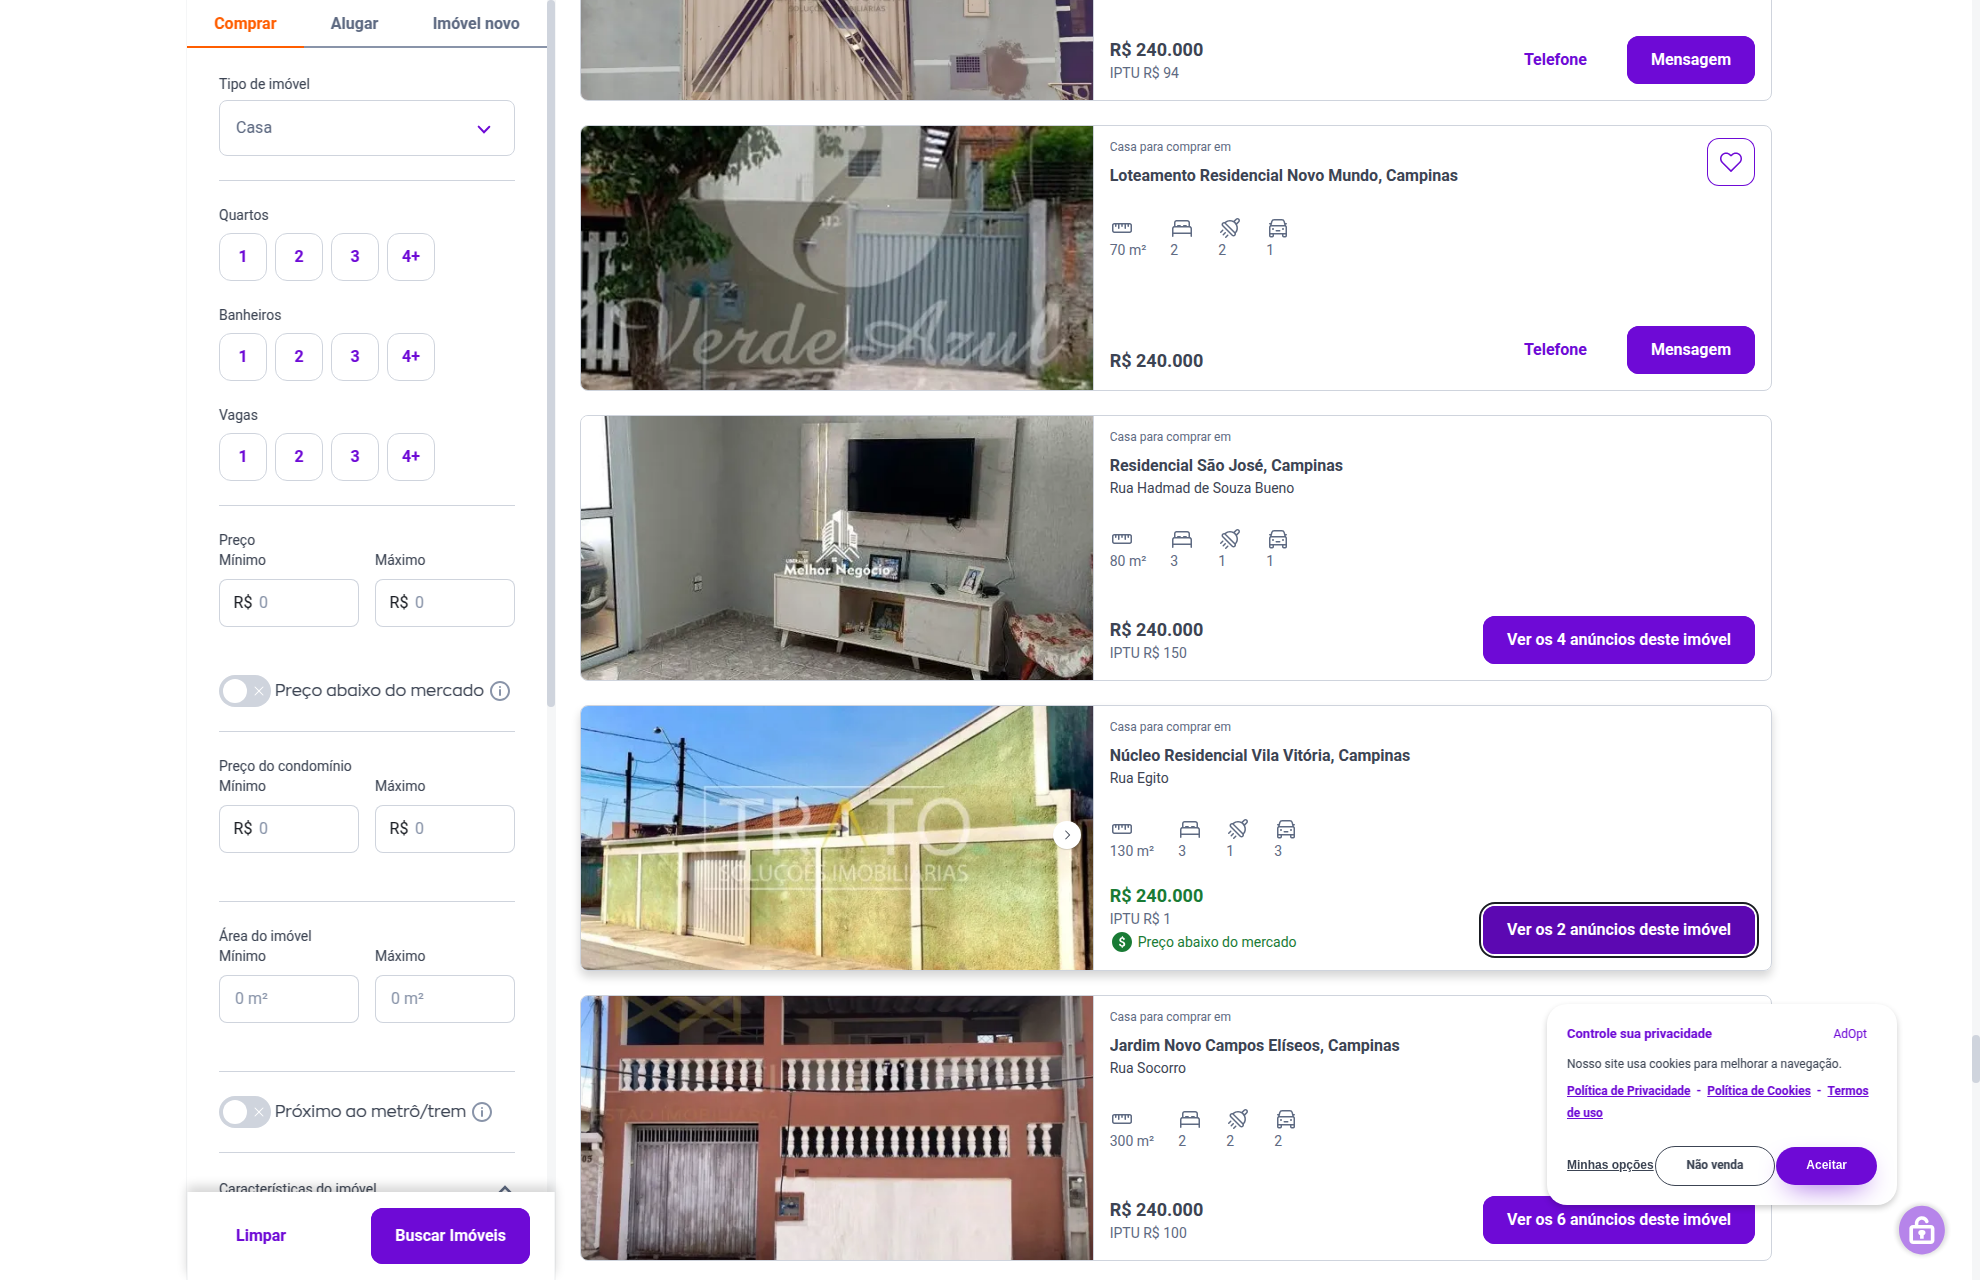 Comprar
Alugar
Imóvel novo
Tipo de imóvel
Casa
Quartos
1
2
3
4+
Banheiros
1
2
3
4+
Vagas
1
2
3
4+
Preço
Mínimo
Máximo
R$ 0
R$ 0
Preço abaixo do mercado
Preço do condomínio
Mínimo
Máximo
R$ 0
R$ 0
Área do imóvel
Mínimo
Máximo
0 m²
0 m²
Próximo ao metrô/trem
Características do imóvel
Limpar
Buscar Imóveis
R$ 240.000
IPTU R$ 94
Telefone
Mensagem
Verde Azul
Casa para comprar em
Loteamento Residencial Novo Mundo, Campinas
70 m²
2
2
1
R$ 240.000
Telefone
Mensagem
Melhor Negócio
Casa para comprar em
Residencial São José, Campinas
Rua Hadmad de Souza Bueno
80 m²
3
1
1
R$ 240.000
IPTU R$ 150
Ver os 4 anúncios deste imóvel
TRATO
SOLUÇÕES IMOBILIÁRIAS
Casa para comprar em
Núcleo Residencial Vila Vitória, Campinas
Rua Egito
130 m²
3
1
3
R$ 240.000
IPTU R$ 1
Preço abaixo do mercado
Ver os 2 anúncios deste imóvel
Casa para comprar em
Jardim Novo Campos Elíseos, Campinas
Rua Socorro
300 m²
2
2
2
R$ 240.000
IPTU R$ 100
Ver os 6 anúncios deste imóvel
Controle sua privacidade
AdOpt
Nosso site usa cookies para melhorar a navegação.
Política de Privacidade - Política de Cookies - Termos
de uso
Minhas opções
Não venda
Aceitar